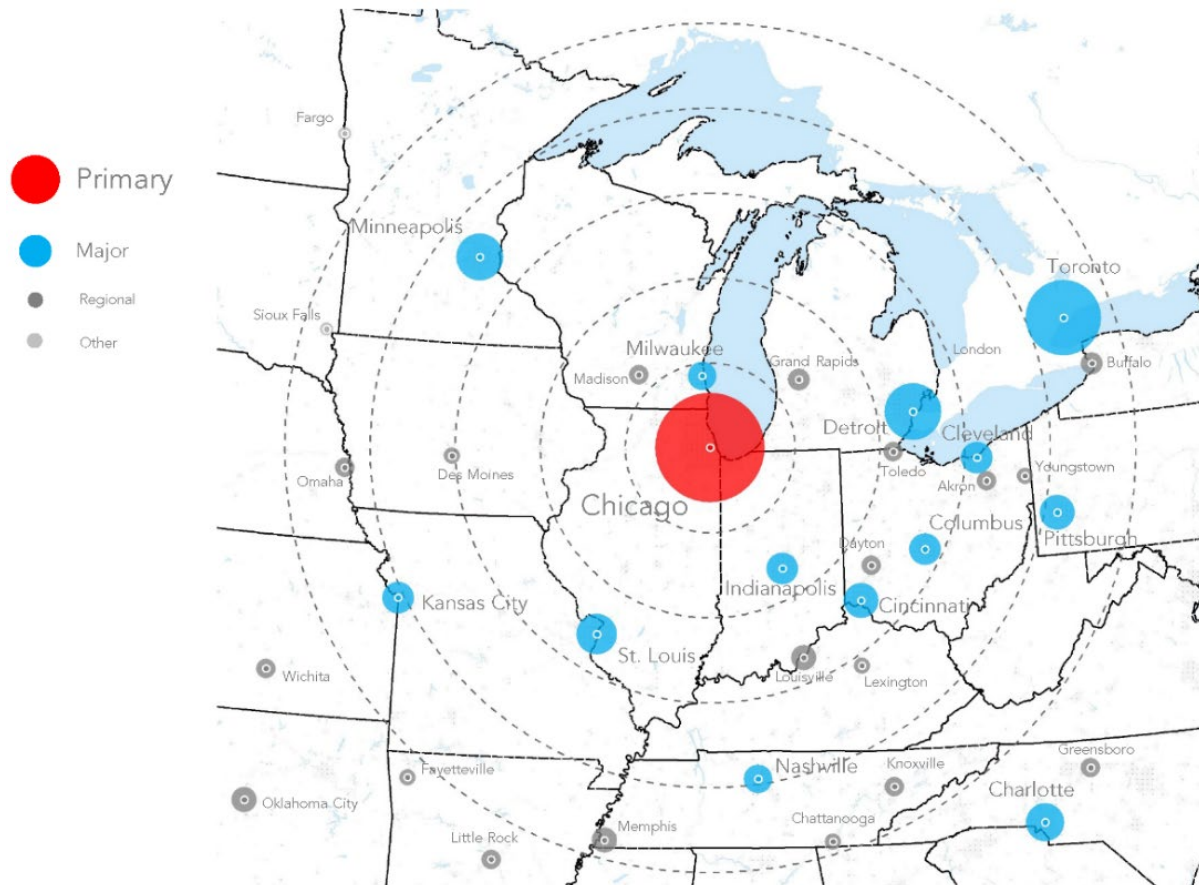 Primary
Major
Regional
Other
Fargo
Minneapolis
Toronto
Sioux Falls
Milwaukee
London
Madison
Grand Rapids
Buffalo
Detroit
Cleveland
Omaha
Des Moines
Toledo
Youngstown
Akron
Chicago
Columbus
Pittsburgh
Dayton
Indianapolis
Kansas City
Cincinnati
St. Louis
Wichita
Louisville
Lexington
Greensboro
Nashville
Knoxville
Fayetteville
Charlotte
Oklahoma City
Chattanooga
Memphis
Little Rock